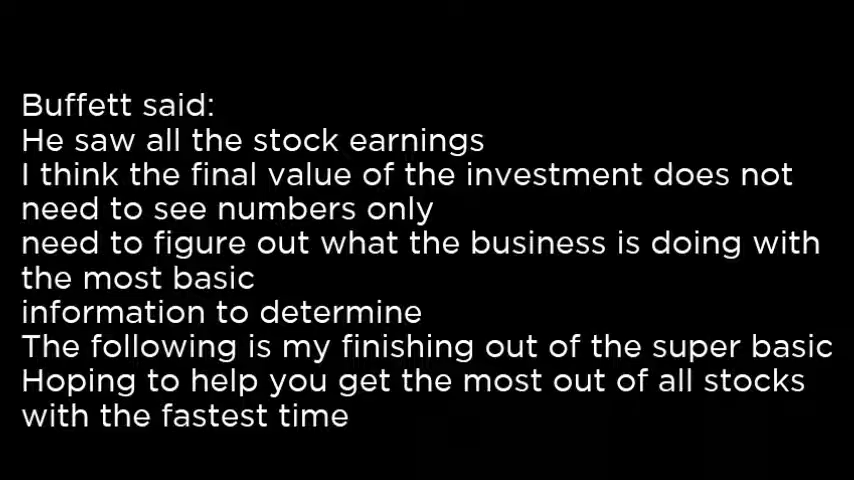 Buffett said:
He saw all the stock earnings
I think the final value of the investment does not
need to see numbers only
need to figure out what the business is doing with
the most basic
information to determine
The following is my finishing out of the super basic
Hoping to help you get the most out of all stocks
with the fastest time